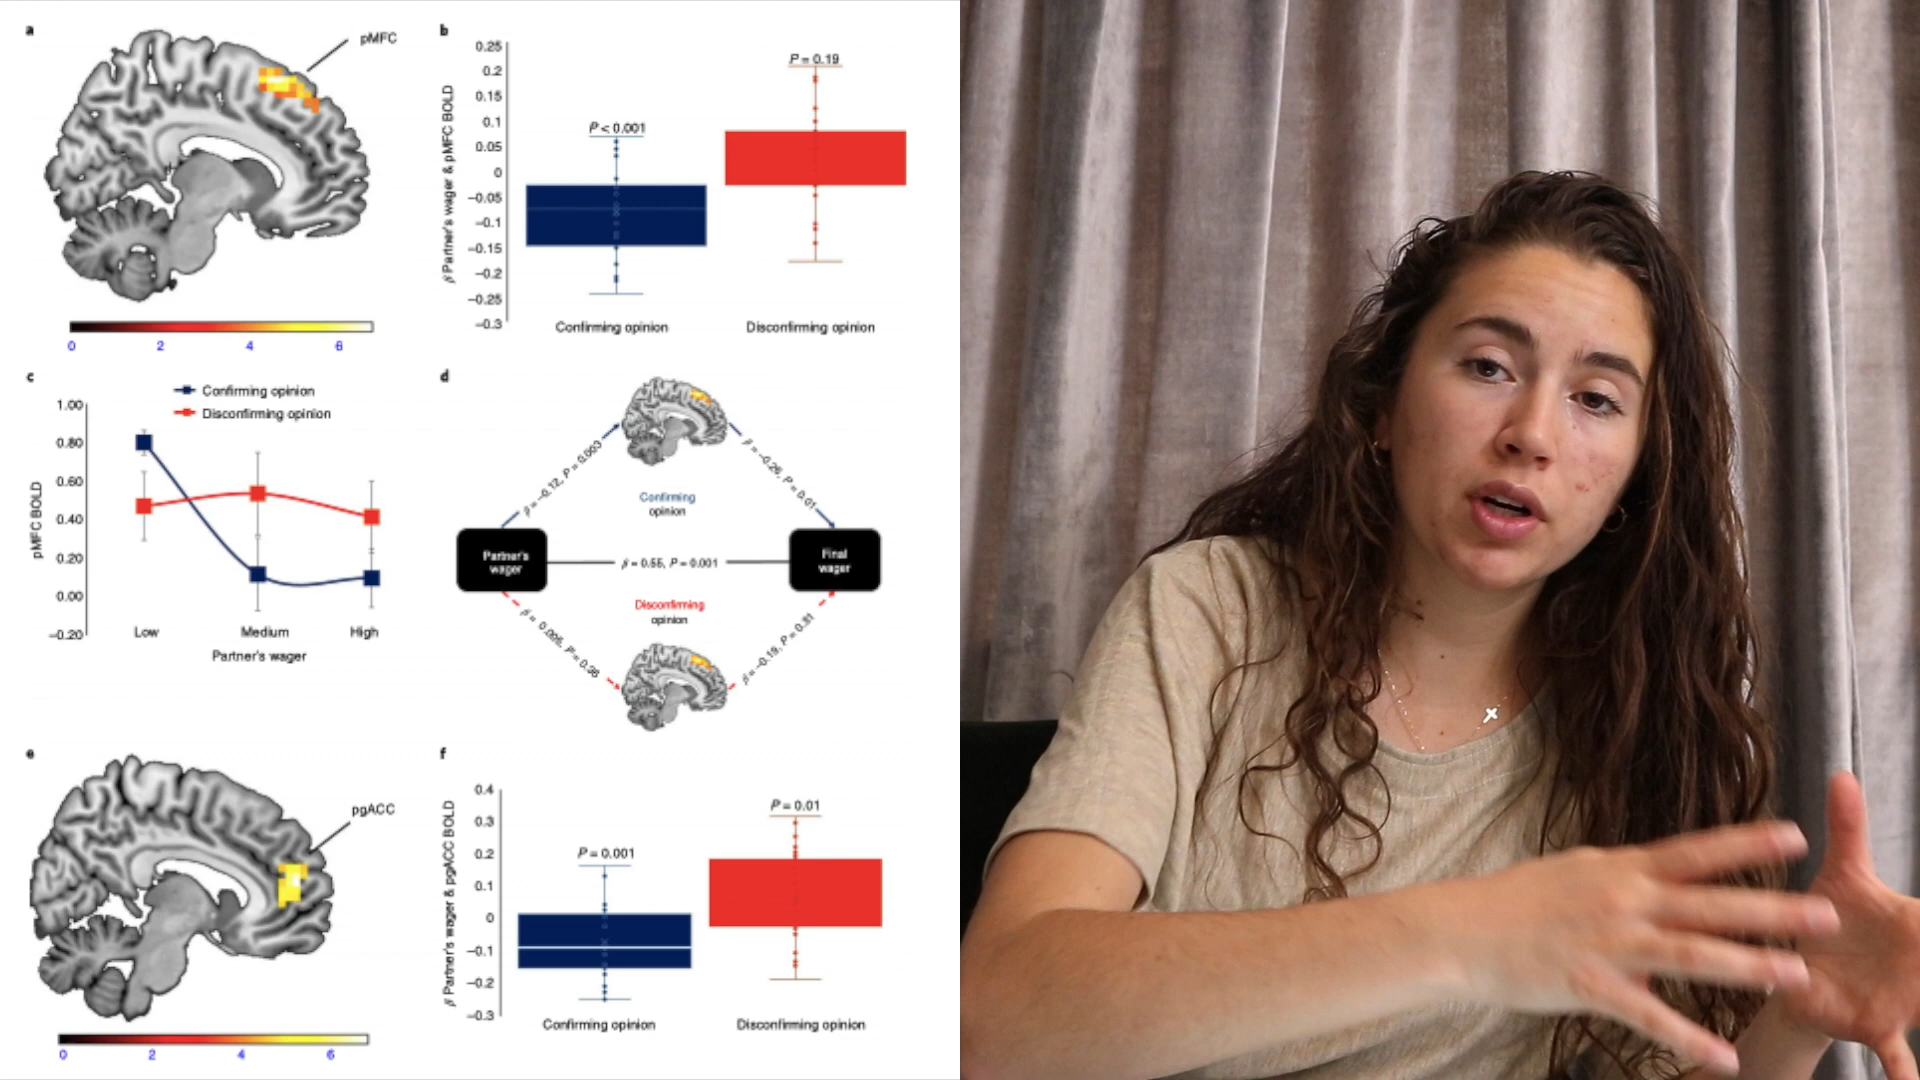 a
pMFC
0
2
4
6
b
β Partner's wager & pMFC BOLD
0.25
0.2
0.15
0.1
0.05
0
−0.05
−0.1
−0.15
−0.2
−0.25
−0.3
P < 0.001
P = 0.19
Confirming opinion
Disconfirming opinion
c
Confirming opinion
Disconfirming opinion
pMFC BOLD
1.00
0.80
0.60
0.40
0.20
0.00
−0.20
Low
Medium
High
Partner's wager
d
β = −0.12, P = 0.003
β = −0.26, P = 0.01
Confirming
opinion
Partner's
wager
β = 0.55, P = 0.001
Final
wager
Disconfirming
opinion
β = 0.005, P = 0.36
β = −0.19, P = 0.31
e
pgACC
0
2
4
6
f
β Partner's wager & pgACC BOLD
0.4
0.3
0.2
0.1
0
−0.1
−0.2
−0.3
P = 0.001
P = 0.01
Confirming opinion
Disconfirming opinion